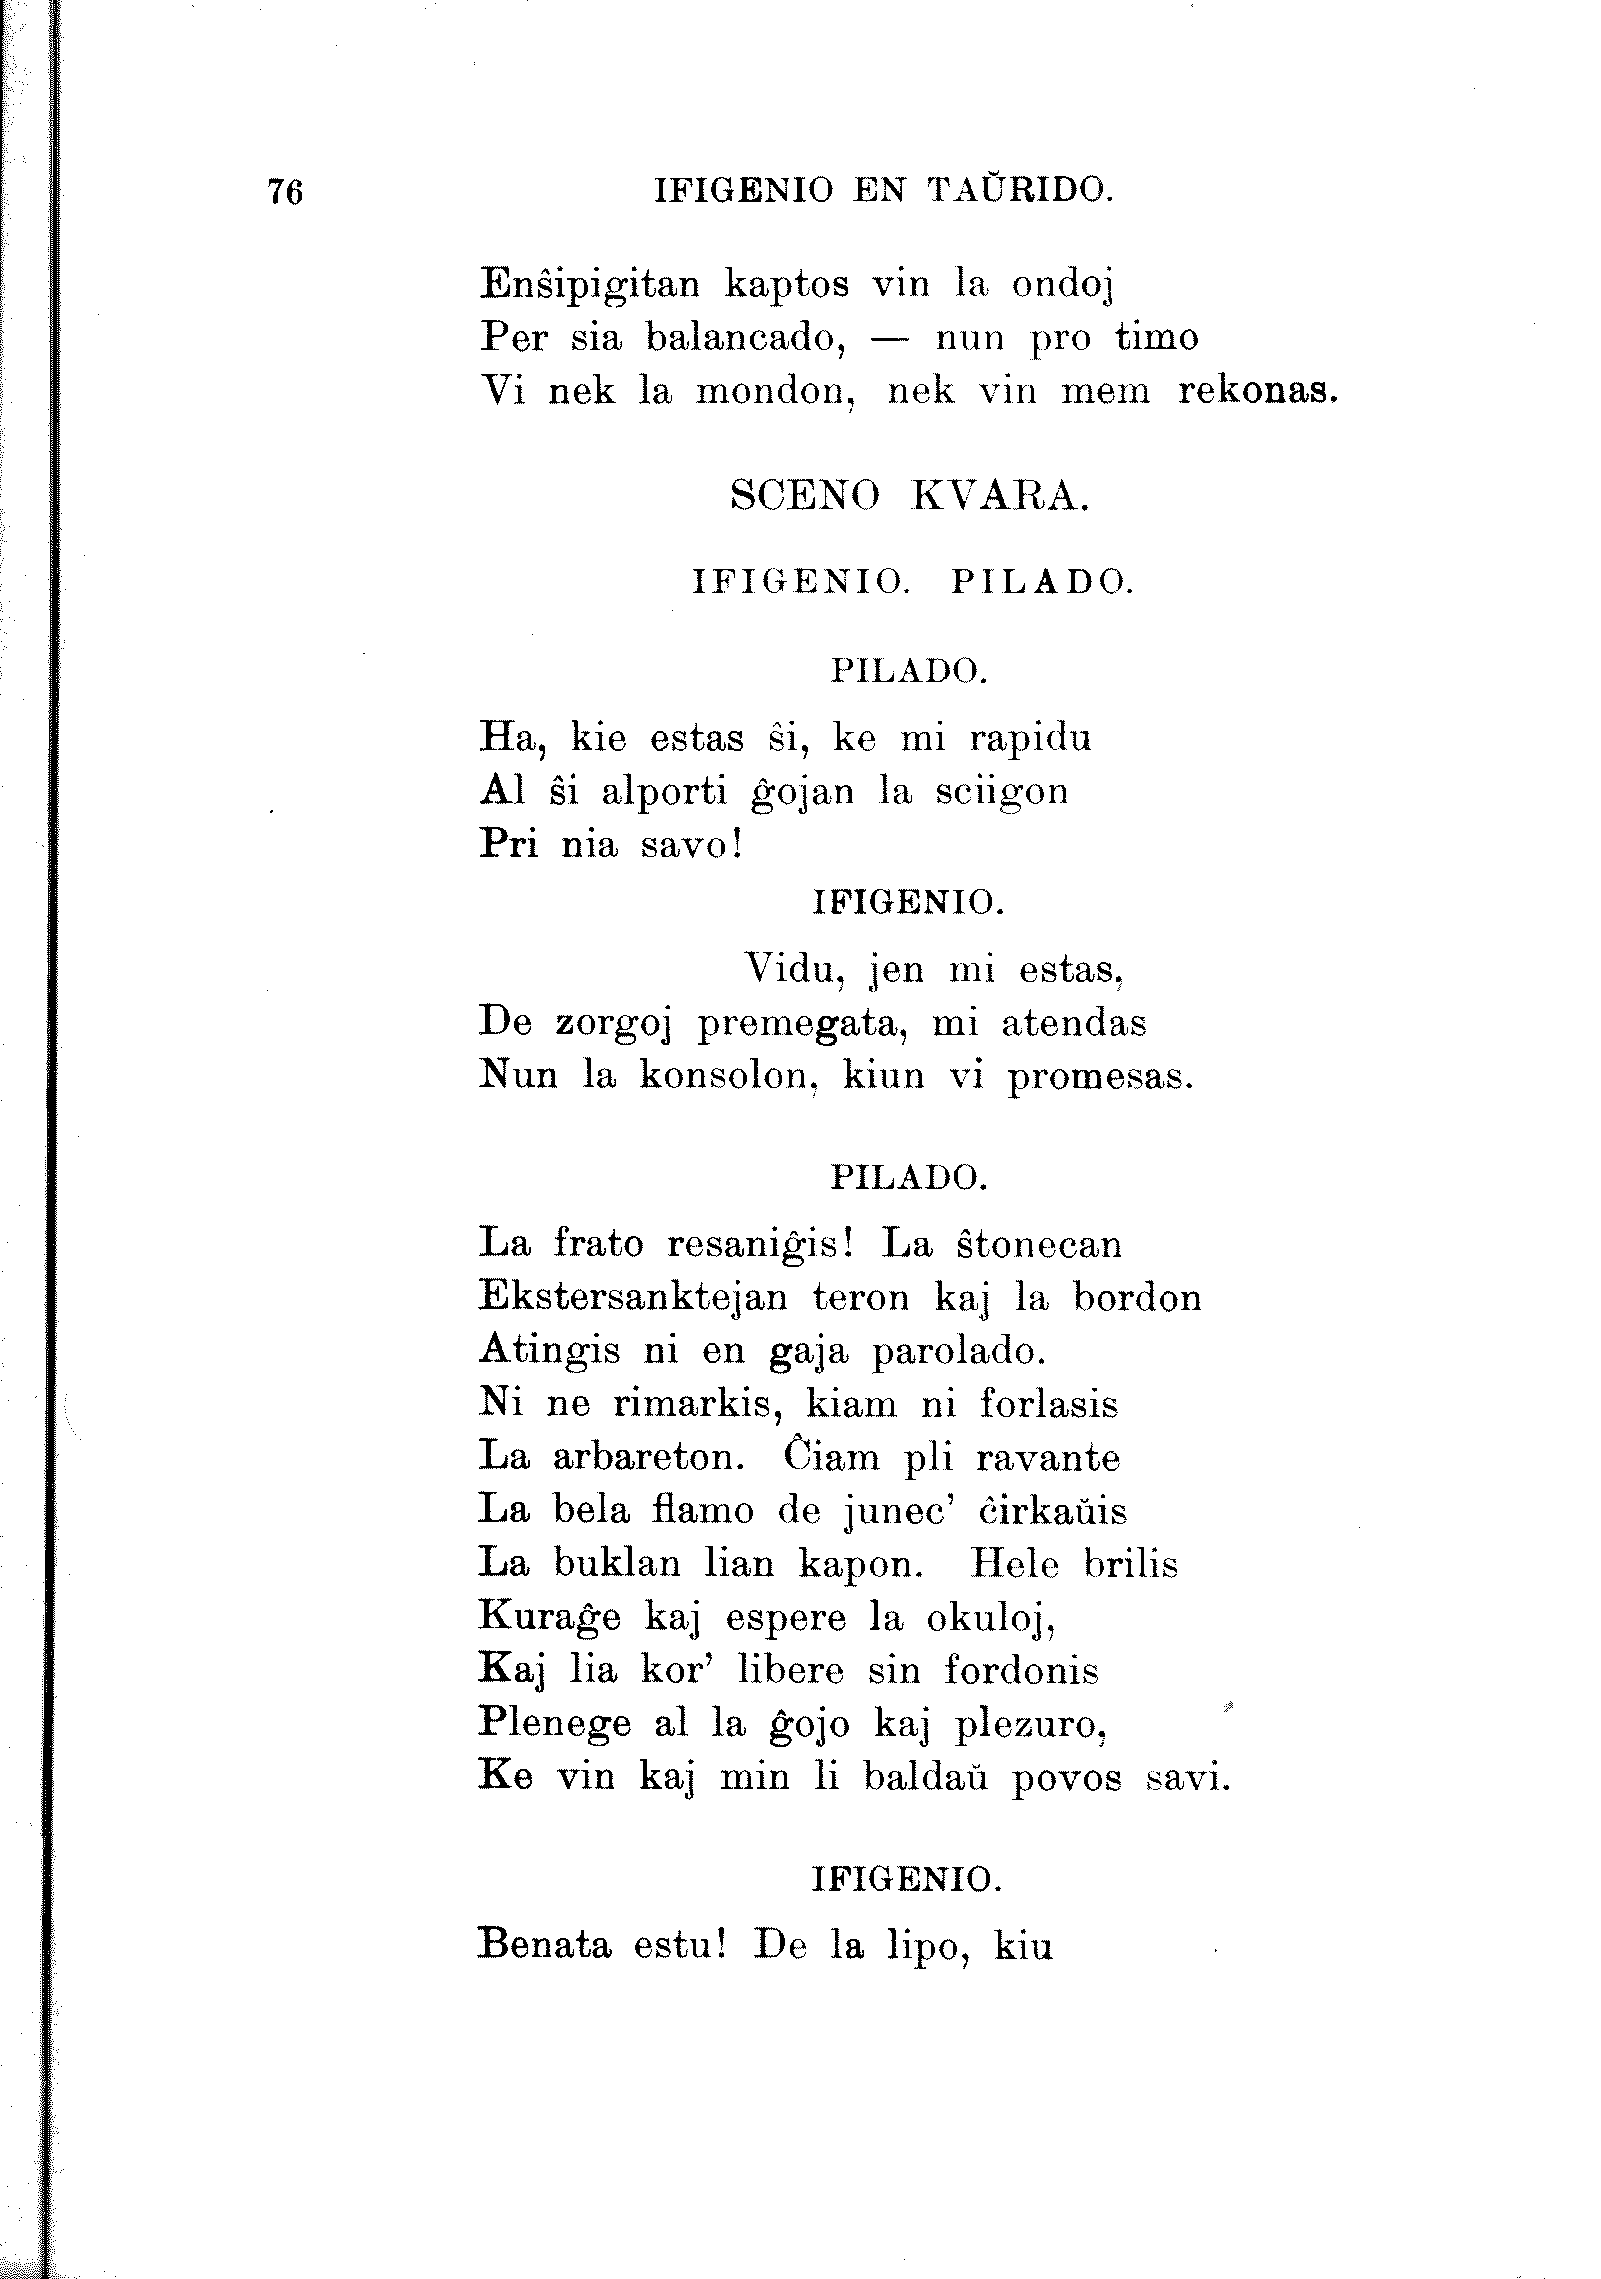 76 IFIGENIO EN TAŬRIDO.
Enŝipigitan kaptos vin la ondoj
Per sia balancado, — nun pro timo
Vi nek la mondon, nek vin mem rekonas.
SCENO KVARA.
IFIGENIO. PILADO.
PILADO.
Ha, kie estas ŝi, ke mi rapidu
Al ŝi alporti ĝojan la sciigon
Pri nia savo!
IFIGENIO.
Vidu, jen mi estas,
De zorgoj premegata, mi atendas
Nun la konsolon, kiun vi promesas.
PILADO.
La frato resaniĝis! La ŝtonecan
Ekstersanktejan teron kaj la bordon
Atingis ni en gaja parolado.
Ni ne rimarkis, kiam ni forlasis
La arbareton. Ĉiam pli ravante
La bela flamo de junec’ ĉirkaŭis
La buklan lian kapon. Hele brilis
Kuraĝe kaj espere la okuloj,
Kaj lia kor’ libere sin fordonis
Plenege al la ĝojo kaj plezuro,
Ke vin kaj min li baldaŭ povos savi.
IFIGENIO.
Benata estu! De la lipo, kiu